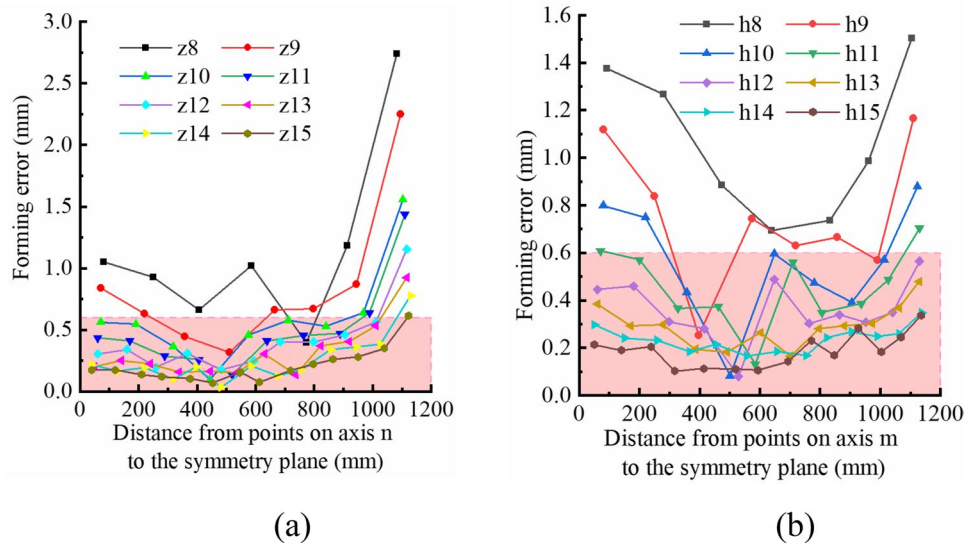 3.0
2.5
2.0
1.5
1.0
0.5
0.0
Forming error (mm)
z8 z9
z10 z11
z12 z13
z14 z15
0 200 400 600 800 1000 1200
Distance from points on axis n
to the symmetry plane (mm)
(a)
1.6
1.4
1.2
1.0
0.8
0.6
0.4
0.2
0.0
Forming error (mm)
h8 h9
h10 h11
h12 h13
h14 h15
0 200 400 600 800 1000 1200
Distance from points on axis m
to the symmetry plane (mm)
(b)